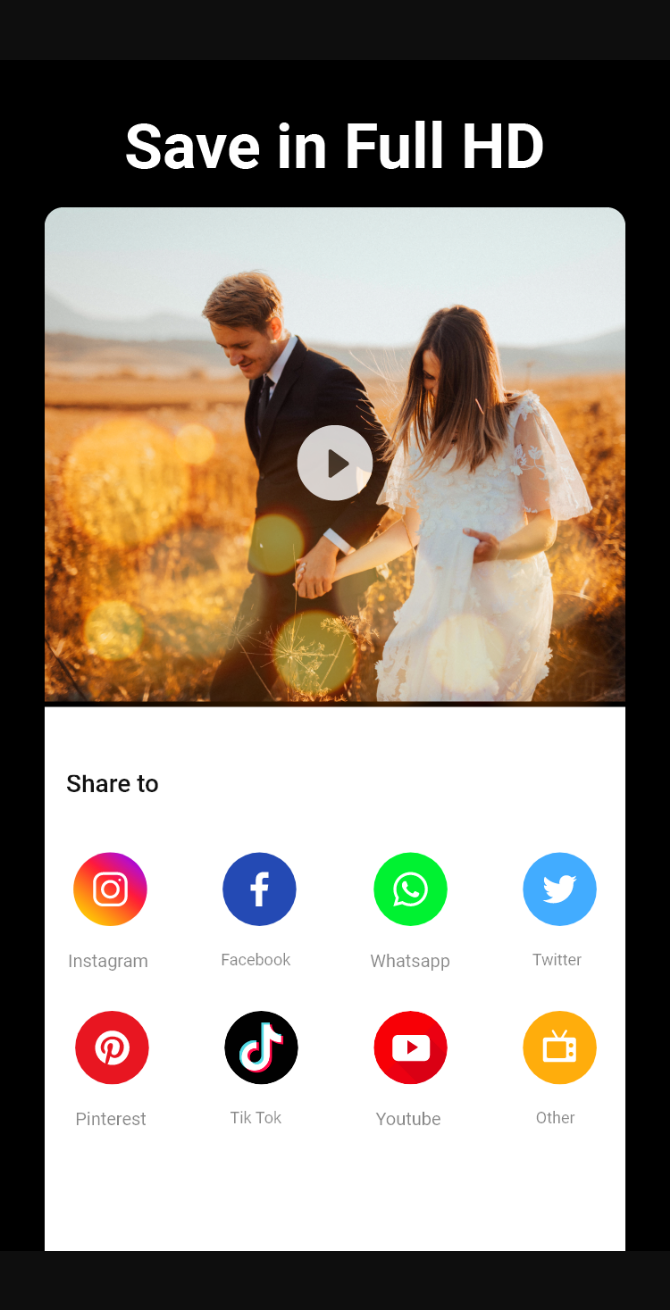 Save in Full HD
Share to
Instagram Facebook Whatsapp Twitter
Pinterest Tik Tok Youtube Other